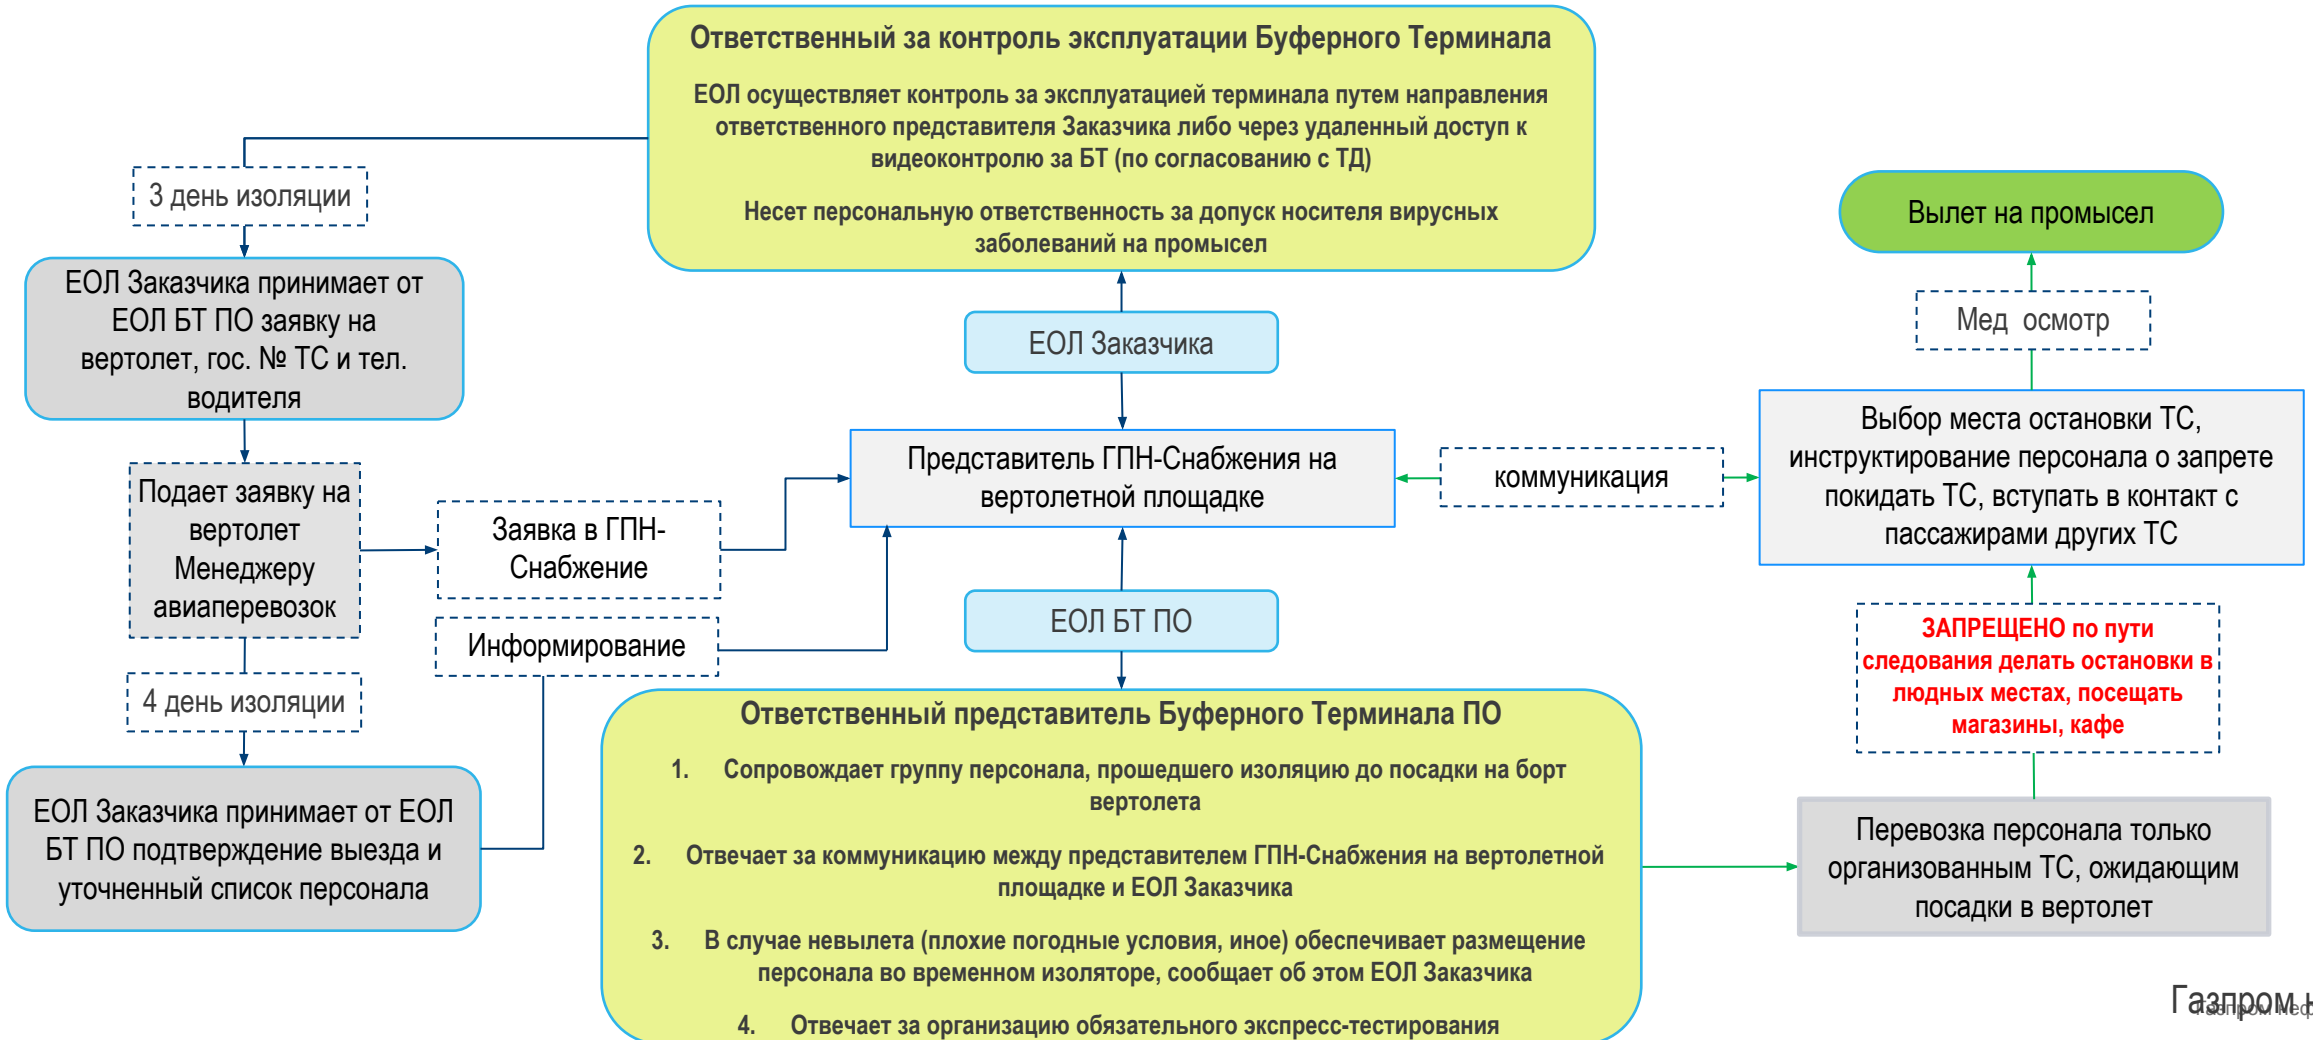 Ответственный за контроль эксплуатации Буферного Терминала
ЕОЛ осуществляет контроль за эксплуатацией терминала путем направления
ответственного представителя Заказчика либо через удаленный доступ к
видеоконтролю за БТ (по согласованию с ТД)
Несет персональную ответственность за допуск носителя вирусных
заболеваний на промысел
3 день изоляции
ЕОЛ Заказчика принимает от
ЕОЛ БТ ПО заявку на
вертолет, гос. № ТС и тел.
водителя
Подает заявку на
вертолет
Менеджеру
авиаперевозок
4 день изоляции
ЕОЛ Заказчика принимает от ЕОЛ
БТ ПО подтверждение выезда и
уточненный список персонала
Заявка в ГПН-
Снабжение
Информирование
ЕОЛ Заказчика
Представитель ГПН-Снабжения на
вертолетной площадке
ЕОЛ БТ ПО
Ответственный представитель Буферного Терминала ПО
1. Сопровождает группу персонала, прошедшего изоляцию до посадки на борт
вертолета
2. Отвечает за коммуникацию между представителем ГПН-Снабжения на вертолетной
площадке и ЕОЛ Заказчика
3. В случае невылета (плохие погодные условия, иное) обеспечивает размещение
персонала во временном изоляторе, сообщает об этом ЕОЛ Заказчика
4. Отвечает за организацию обязательного экспресс-тестирования
коммуникация
Вылет на промысел
Мед осмотр
Выбор места остановки ТС,
инструктирование персонала о запрете
покидать ТС, вступать в контакт с
пассажирами других ТС
ЗАПРЕЩЕНО по пути
следования делать остановки в
людных местах, посещать
магазины, кафе
Перевозка персонала только
организованным ТС, ожидающим
посадки в вертолет
Газпром